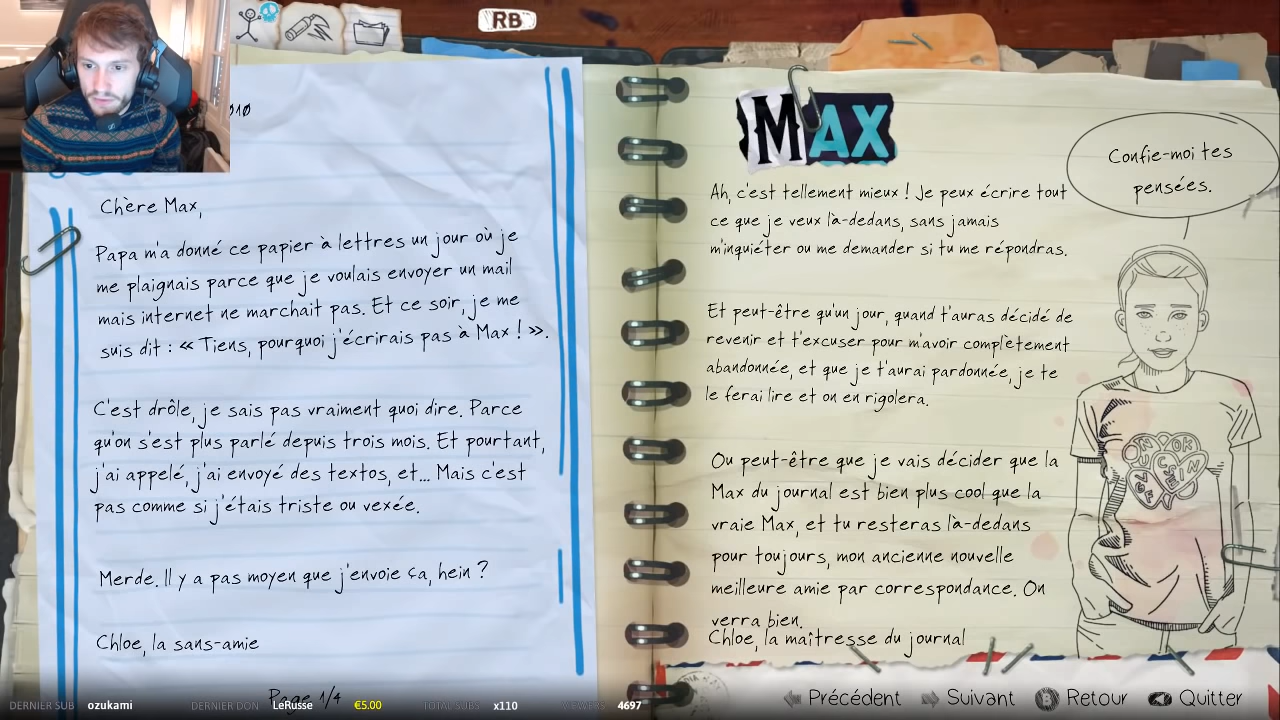 RB
Chère Max,
Papa m'a donné ce papier à lettres un jour où je
me plaignais parce que je voulais envoyer un mail
mais internet ne marchait pas. Et ce soir, je me
suis dit : « Tiens, pourquoi j'écrirais pas à Max ! ».
C'est drôle, je sais pas vraiment quoi dire. Parce
qu'on s'est plus parlé depuis trois mois. Et pourtant,
j'ai appelé, j'ai envoyé des textos, et... Mais c'est
pas comme si j'étais triste ou vexée.
Merde. Il y a pas moyen que j'envoie ça, hein ?
Chloe, la sans-amie
Page 1/4
MAX
Ah, c'est tellement mieux ! Je peux écrire tout
ce que je veux là-dedans, sans jamais
m'inquiéter ou me demander si tu me répondras.
Et peut-être qu'un jour, quand t'auras décidé de
revenir et t'excuser pour m'avoir complètement
abandonnée, et que je t'aurai pardonnée, je te
le ferai lire et on en rigolera.
Ou peut-être que je vais décider que la
Max du journal est bien plus cool que la
vraie Max, et tu resteras là-dedans
pour toujours, mon ancienne nouvelle
meilleure amie par correspondance. On
verra bien.
Chloe, la maîtresse du journal
Confie-moi tes
pensées.
Précédent Suivant Retour Quitter
DERNIER SUB ozukami DERNIER DON LeRusse €5.00 TOTAL SUBS x110 VIEWERS 4697